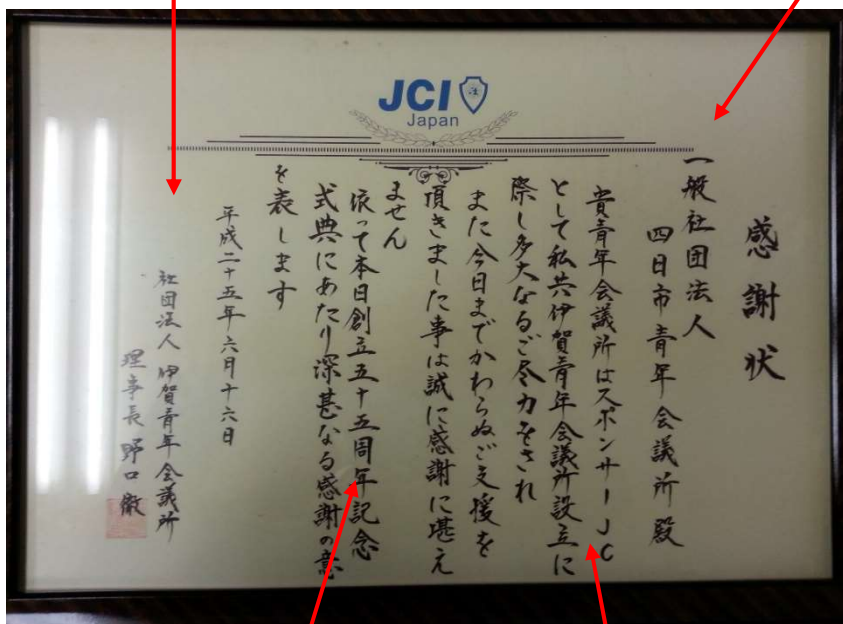 JCI
Japan
感謝状
一般社団法人
四日市青年会議所殿
貴青年会議所はスポンサーJC
として私共伊賀青年会議所設立に
際し多大なるご尽力をされ
また今日までかわらぬご支援を
頂きました事は誠に感謝に堪え
ません
依って本日創立五十五周年記念
式典にあたり深甚なる感謝の意
を表します
平成二十五年六月十六日
社団法人 伊賀青年会議所
理事長 野口徹